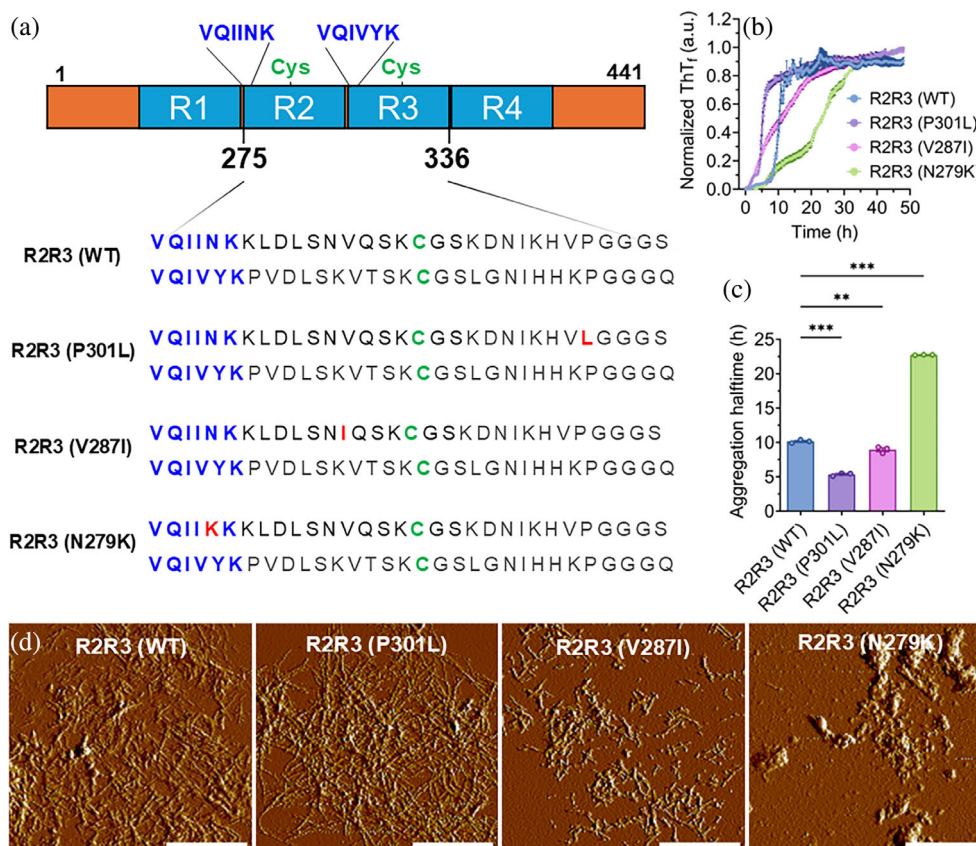 (a)
VQIINK
VQIVYK
Cys
Cys
1
441
R1
R2
R3
R4
275
336
R2R3 (WT)
VQIINKKLDLSNVQSKCGSKDNIKHVPGGGS
VQIVYKPVDLSKVTSKCGSLGNIHHKPGGGQ
R2R3 (P301L)
VQIINKKLDLSNVQSKCGSKDNIKHVLGGGS
VQIVYKPVDLSKVTSKCGSLGNIHHKPGGGQ
R2R3 (V287I)
VQIINKKLDLSNIQSKCGSKDNIKHVPGGGS
VQIVYKPVDLSKVTSKCGSLGNIHHKPGGGQ
R2R3 (N279K)
VQIIKKKLDLSNVQSKCGSKDNIKHVPGGGS
VQIVYKPVDLSKVTSKCGSLGNIHHKPGGGQ
(b)
Normalized ThTf (a.u.)
1.0
0.8
0.6
0.4
0.2
0.0
0 10 20 30 40 50
Time (h)
R2R3 (WT)
R2R3 (P301L)
R2R3 (V287I)
R2R3 (N279K)
(c)
***
**
***
Aggregation halftime (h)
25
20
15
10
5
0
R2R3 (WT)
R2R3 (P301L)
R2R3 (V287I)
R2R3 (N279K)
(d)
R2R3 (WT)
R2R3 (P301L)
R2R3 (V287I)
R2R3 (N279K)